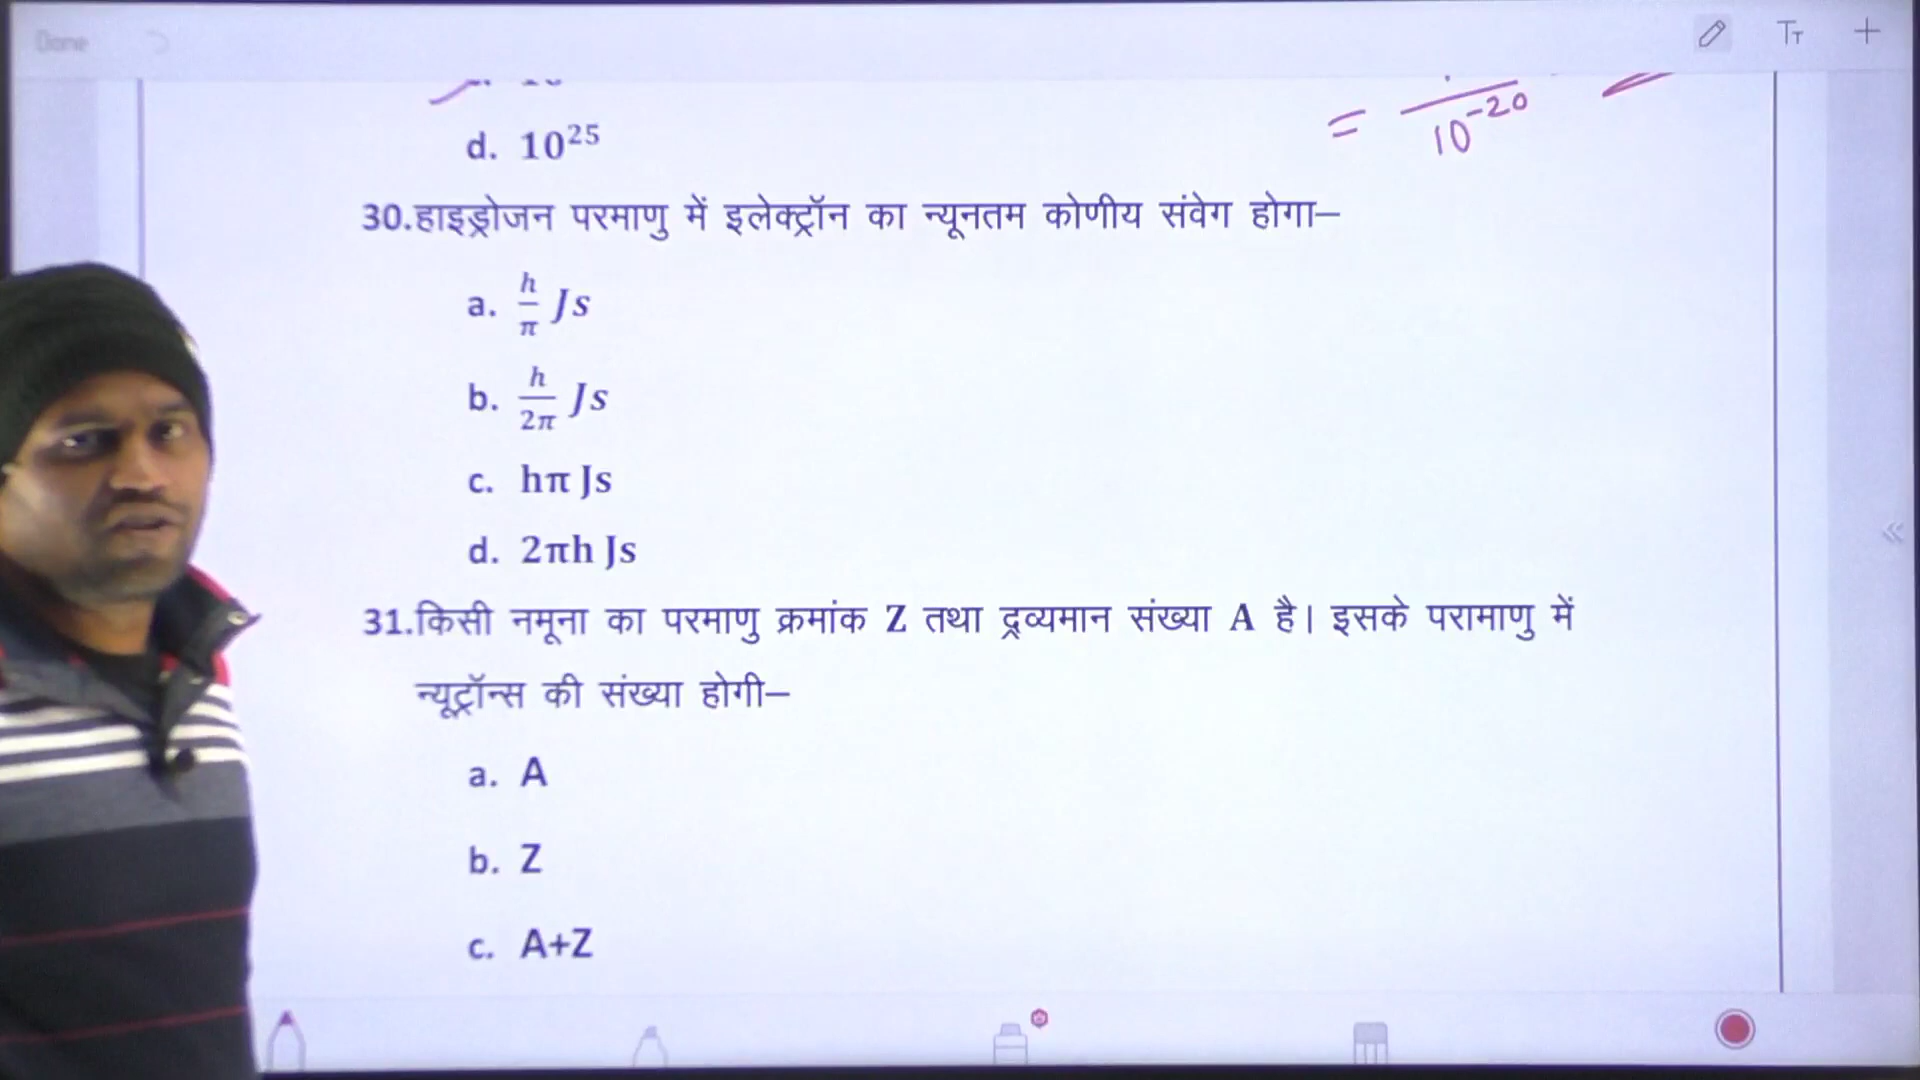 Done
= 10⁻²⁰
d. 10²⁵
30.हाइड्रोजन परमाणु में इलेक्ट्रॉन का न्यूनतम कोणीय संवेग होगा–
a. h/π Js
b. h/2π Js
c. hπ Js
d. 2πh Js
31.किसी नमूना का परमाणु क्रमांक Z तथा द्रव्यमान संख्या A है। इसके परामाणु में
न्यूट्रॉन्स की संख्या होगी–
a. A
b. Z
c. A+Z